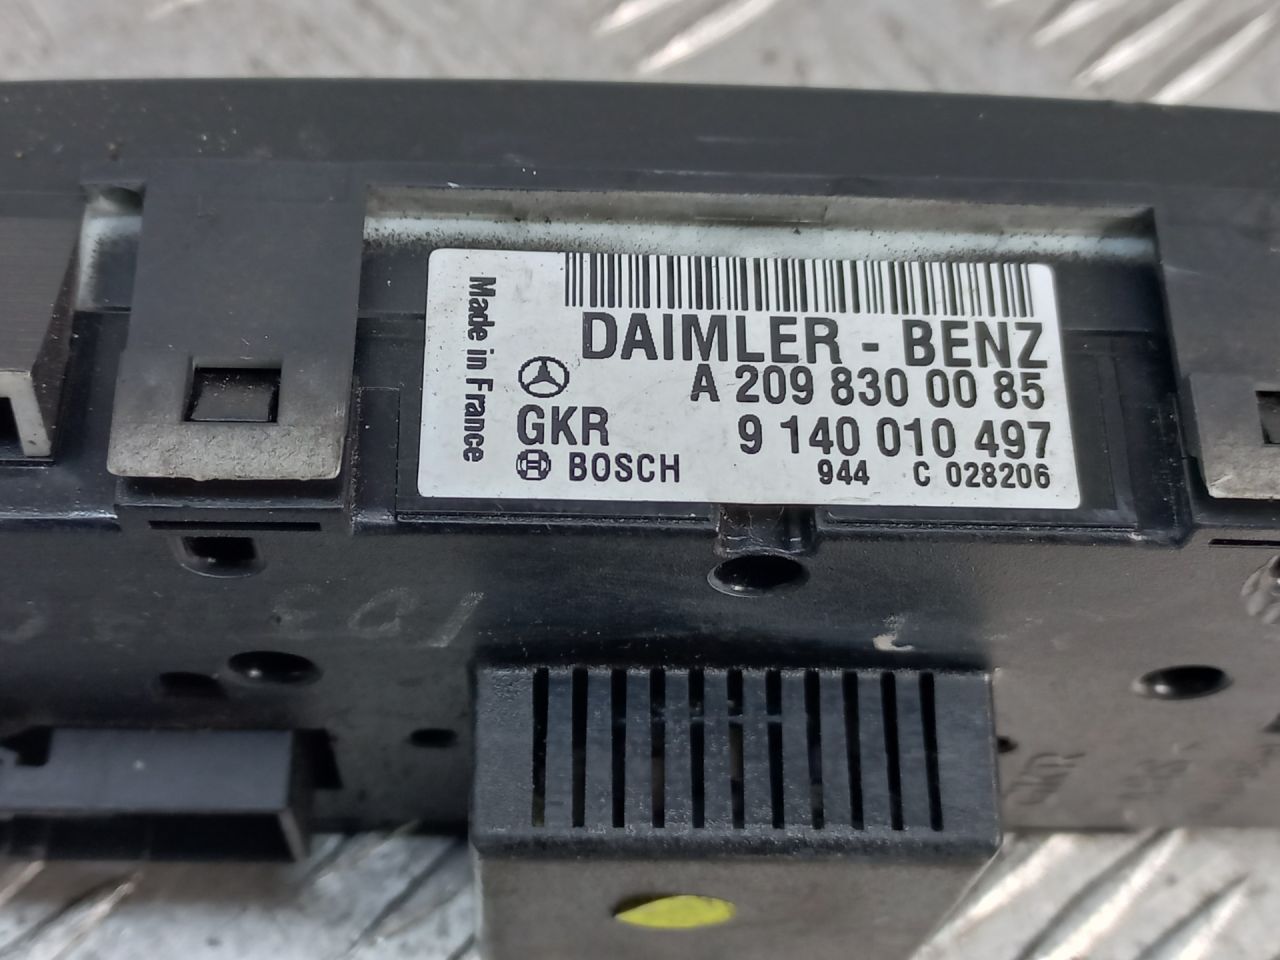 Made in France
DAIMLER - BENZ
A 209 830 00 85
GKR 9 140 010 497
BOSCH 944 C 028206